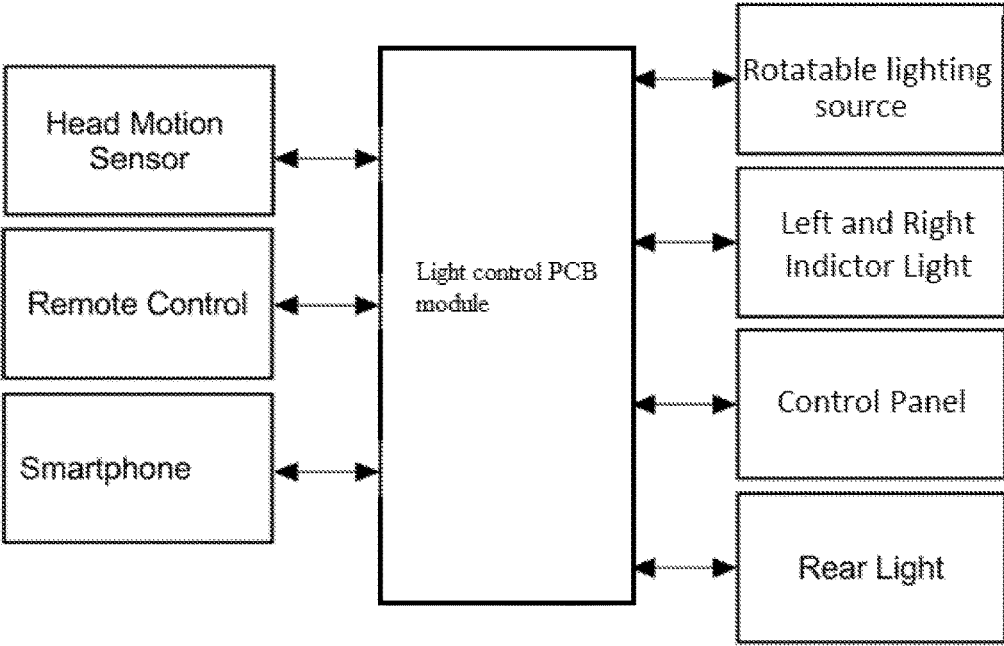 Head Motion
Sensor
Remote Control
Smartphone
Light control PCB
module
Rotatable lighting
source
Left and Right
Indictor Light
Control Panel
Rear Light